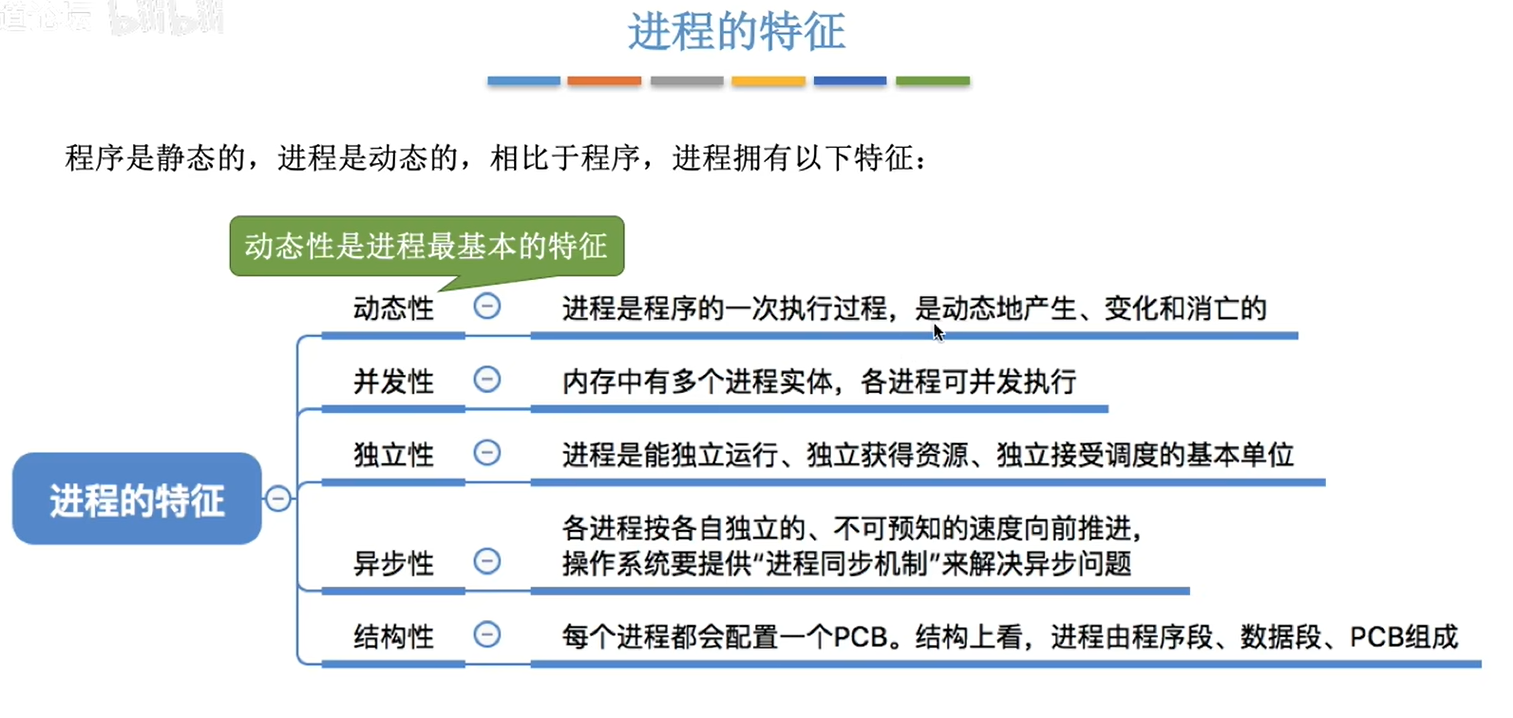 进程的特征
程序是静态的，进程是动态的，相比于程序，进程拥有以下特征：
动态性是进程最基本的特征
动态性 进程是程序的一次执行过程，是动态地产生、变化和消亡的
并发性 内存中有多个进程实体，各进程可并发执行
独立性 进程是能独立运行、独立获得资源、独立接受调度的基本单位
进程的特征
异步性 各进程按各自独立的、不可预知的速度向前推进，
操作系统要提供“进程同步机制”来解决异步问题
结构性 每个进程都会配置一个PCB。结构上看，进程由程序段、数据段、PCB组成